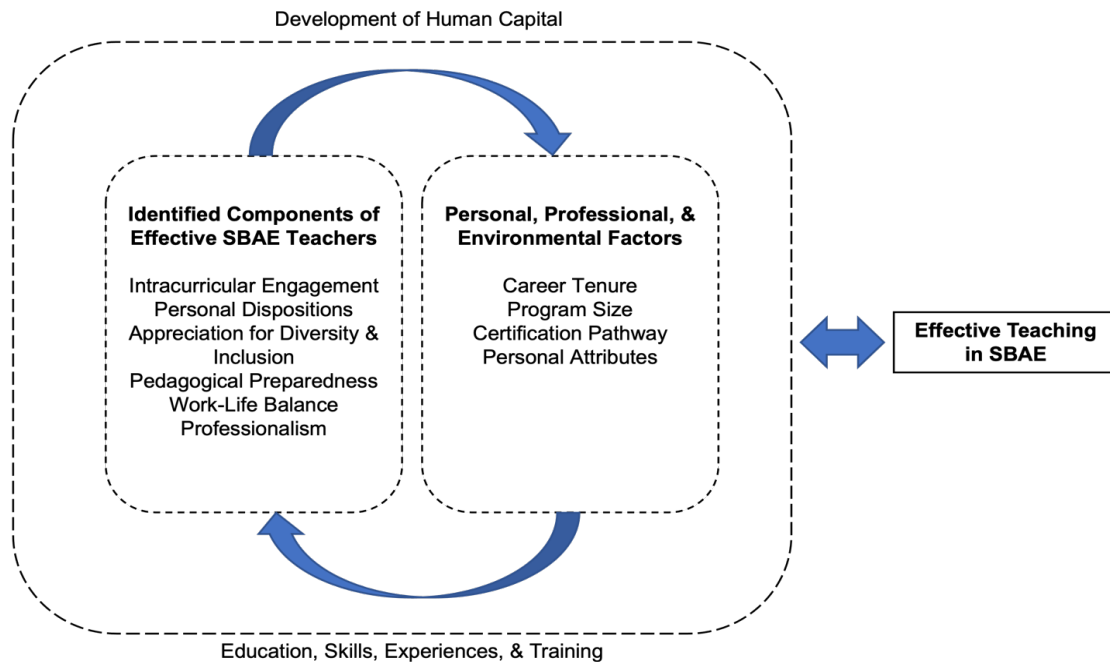 Development of Human Capital
Identified Components of
Effective SBAE Teachers
Intracurricular Engagement
Personal Dispositions
Appreciation for Diversity &
Inclusion
Pedagogical Preparedness
Work-Life Balance
Professionalism
Personal, Professional, &
Environmental Factors
Career Tenure
Program Size
Certification Pathway
Personal Attributes
Effective Teaching
in SBAE
Education, Skills, Experiences, & Training